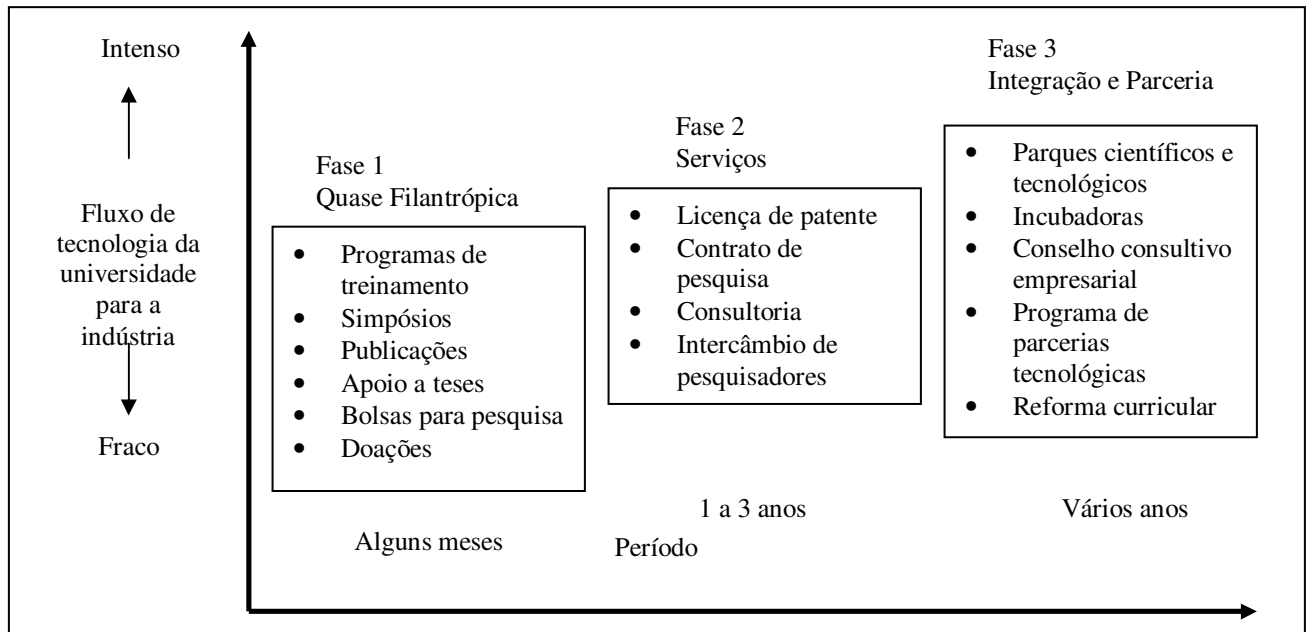 Intenso
Fluxo de
tecnologia da
universidade
para a
indústria
Fraco
Fase 1
Quase Filantrópica
• Programas de
treinamento
• Simpósios
• Publicações
• Apoio a teses
• Bolsas para pesquisa
• Doações
Alguns meses
Fase 2
Serviços
• Licença de patente
• Contrato de
pesquisa
• Consultoria
• Intercâmbio de
pesquisadores
1 a 3 anos
Fase 3
Integração e Parceria
• Parques científicos e
tecnológicos
• Incubadoras
• Conselho consultivo
empresarial
• Programa de
parcerias
tecnológicas
• Reforma curricular
Vários anos
Período